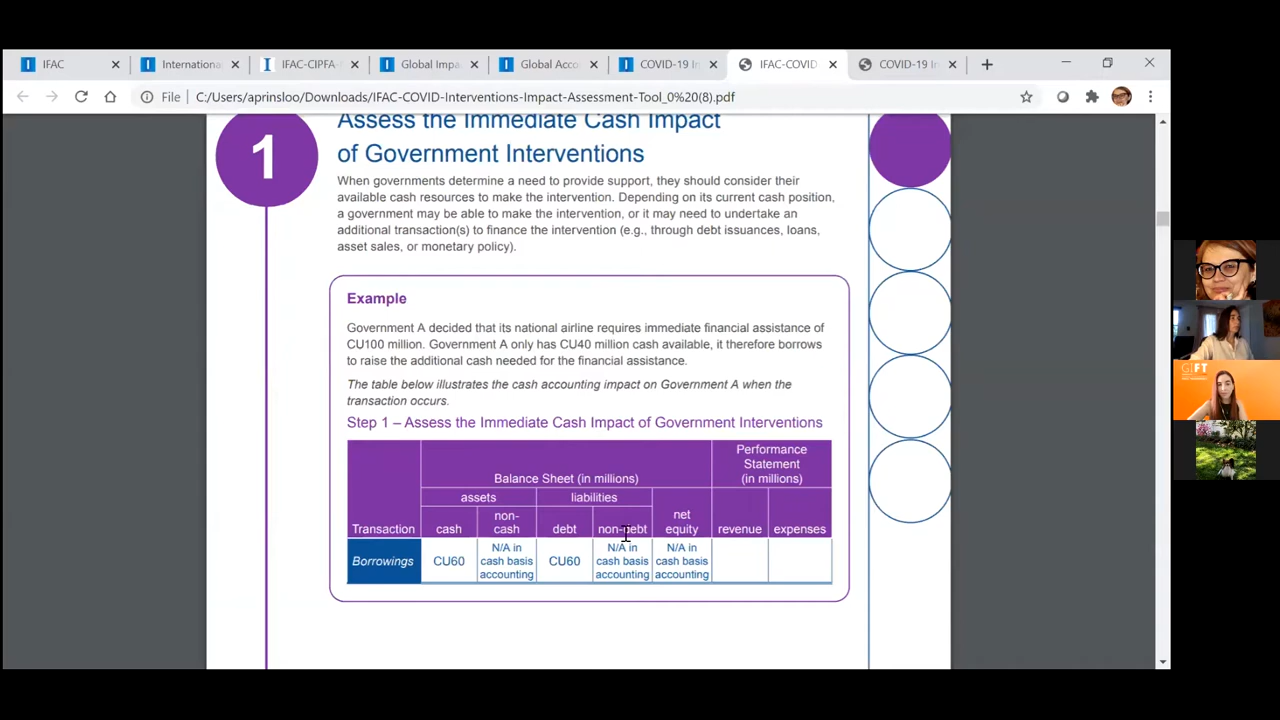 IFAC
Internationa
IFAC-CIPFA-
Global Impa
Global Acco
COVID-19 In
IFAC-COVID
COVID-19 In
File
C:/Users/aprinsloo/Downloads/IFAC-COVID-Interventions-Impact-Assessment-Tool_0%20(8).pdf
1
Assess the Immediate Cash Impact
of Government Interventions
When governments determine a need to provide support, they should consider their
available cash resources to make the intervention. Depending on its current cash position,
a government may be able to make the intervention, or it may need to undertake an
additional transaction(s) to finance the intervention (e.g., through debt issuances, loans,
asset sales, or monetary policy).
Example
Government A decided that its national airline requires immediate financial assistance of
CU100 million. Government A only has CU40 million cash available, it therefore borrows
to raise the additional cash needed for the financial assistance.
The table below illustrates the cash accounting impact on Government A when the
transaction occurs.
Step 1 – Assess the Immediate Cash Impact of Government Interventions
Balance Sheet (in millions)
Performance
Statement
(in millions)
assets
liabilities
Transaction
cash
non-
cash
debt
non-debt
net
equity
revenue
expenses
Borrowings
CU60
N/A in
cash basis
accounting
CU60
N/A in
cash basis
accounting
N/A in
cash basis
accounting
GIFT